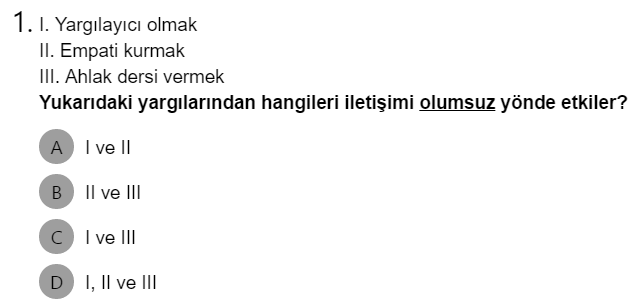 1. I. Yargılayıcı olmak
II. Empati kurmak
III. Ahlak dersi vermek
Yukarıdaki yargılarından hangileri iletişimi olumsuz yönde etkiler?
A I ve II
B II ve III
C I ve III
D I, II ve III